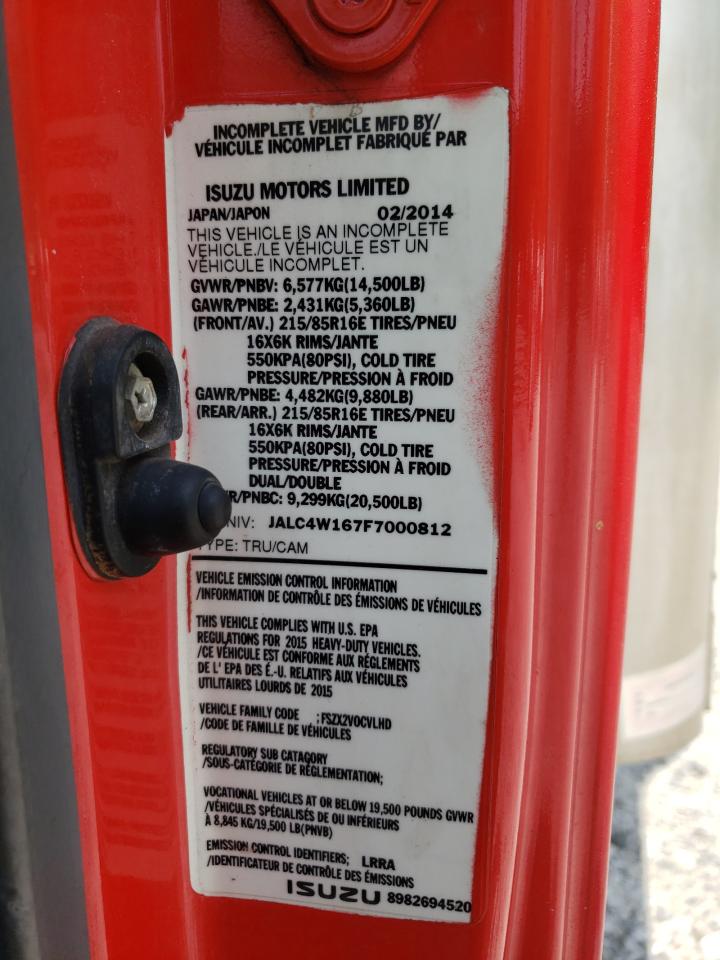 INCOMPLETE VEHICLE MFD BY/
VÉHICULE INCOMPLET FABRIQUÉ PAR
ISUZU MOTORS LIMITED
JAPAN/JAPON 02/2014
THIS VEHICLE IS AN INCOMPLETE
VEHICLE./LE VÉHICULE EST UN
VÉHICULE INCOMPLET.
GVWR/PNBV: 6,577KG(14,500LB)
GAWR/PNBE: 2,431KG(5,360LB)
(FRONT/AV.) 215/85R16E TIRES/PNEU
16X6K RIMS/JANTE
550KPA(80PSI), COLD TIRE
PRESSURE/PRESSION À FROID
GAWR/PNBE: 4,482KG(9,880LB)
(REAR/ARR.) 215/85R16E TIRES/PNEU
16X6K RIMS/JANTE
550KPA(80PSI), COLD TIRE
PRESSURE/PRESSION À FROID
DUAL/DOUBLE
R/PNBC: 9,299KG(20,500LB)
NIV: JALC4W167F7000812
TYPE: TRU/CAM
VEHICLE EMISSION CONTROL INFORMATION
/INFORMATION DE CONTRÔLE DES ÉMISSIONS DE VÉHICULES
THIS VEHICLE COMPLIES WITH U.S. EPA
REGULATIONS FOR 2015 HEAVY-DUTY VEHICLES.
/CE VÉHICULE EST CONFORME AUX RÉGLEMENTS
DE L' EPA DES É.-U. RELATIFS AUX VÉHICULES
UTILITAIRES LOURDS DE 2015
VEHICLE FAMILY CODE ;FSZX2VOCVLHD
/CODE DE FAMILLE DE VÉHICULES
REGULATORY SUB CATAGORY
/SOUS-CATÉGORIE DE RÉGLEMENTATION;
VOCATIONAL VEHICLES AT OR BELOW 19,500 POUNDS GVWR
/VÉHICULES SPÉCIALISÉS DE OU INFÉRIEURS
À 8,845 KG/19,500 LB(PNVB)
EMISSION CONTROL IDENTIFIERS; LRRA
/IDENTIFICATEUR DE CONTRÔLE DES ÉMISSIONS
ISUZU 8982694520